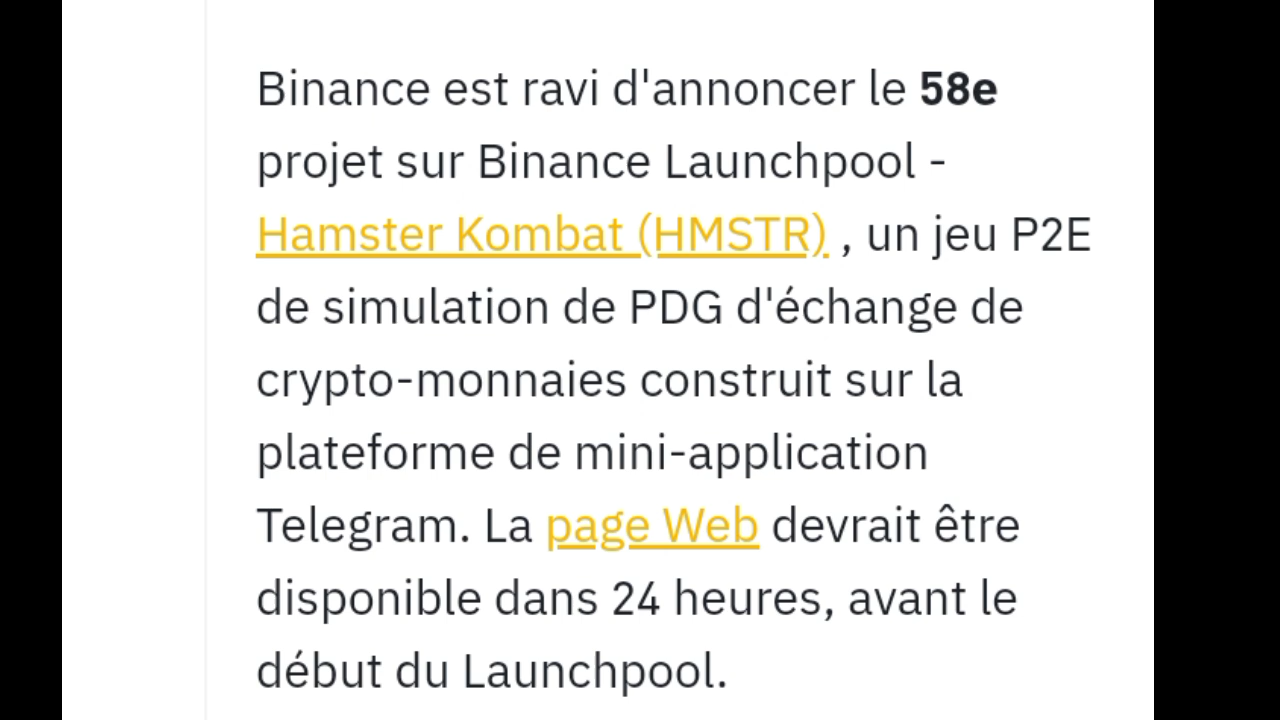 Binance est ravi d'annoncer le 58e
projet sur Binance Launchpool -
Hamster Kombat (HMSTR) , un jeu P2E
de simulation de PDG d'échange de
crypto-monnaies construit sur la
plateforme de mini-application
Telegram. La page Web devrait être
disponible dans 24 heures, avant le
début du Launchpool.